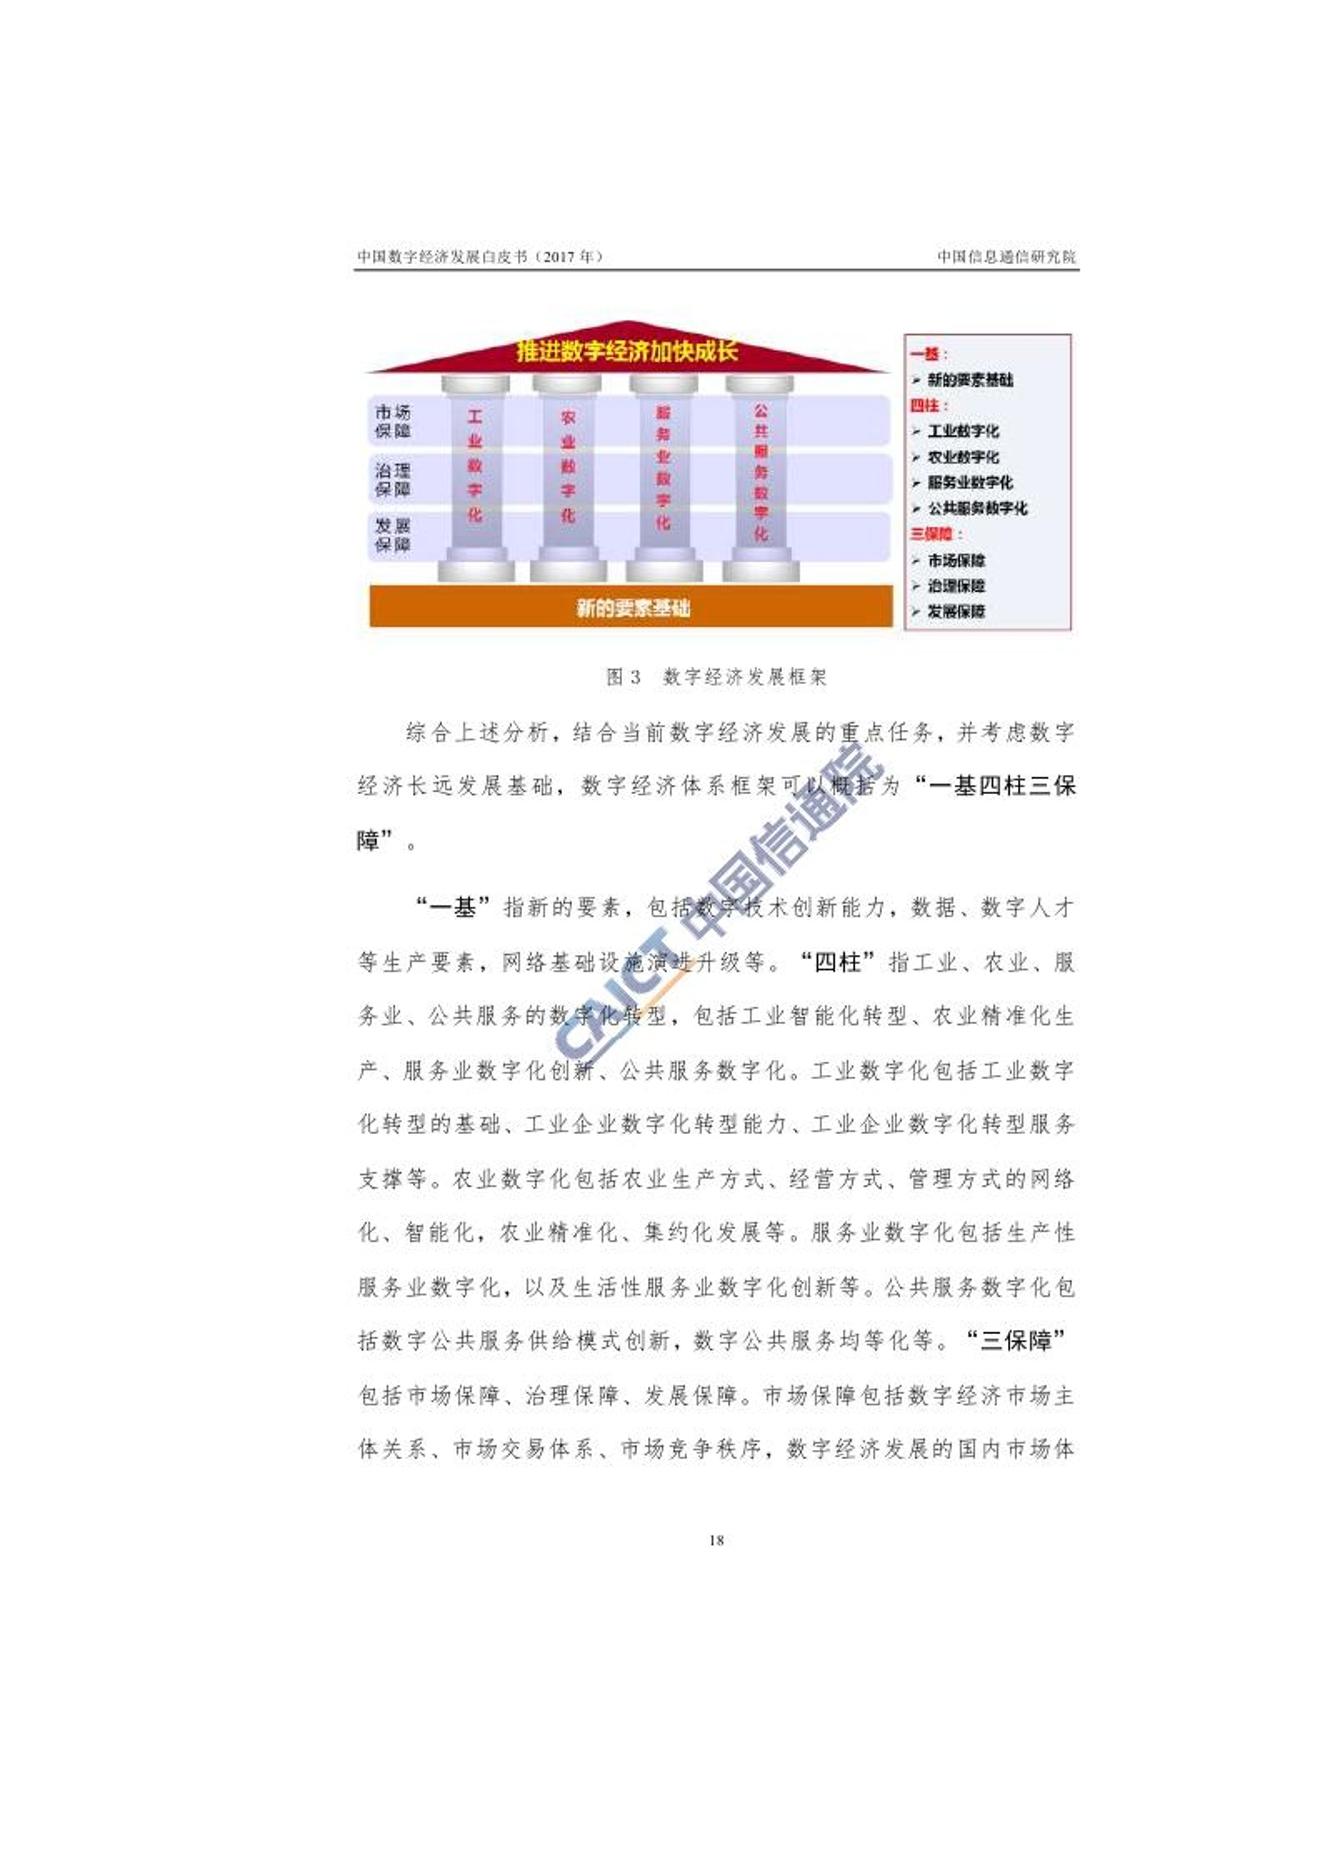 中国数字经济发展白皮书（2017 年）
中国信息通信研究院
推进数字经济加快成长
市场
保障
治理
保障
发展
保障
工业数字化
农业数字化
服务业数字化
公共服务数字化
新的要素基础
一基：
➢ 新的要素基础
四柱：
➢ 工业数字化
➢ 农业数字化
➢ 服务业数字化
➢ 公共服务数字化
三保障：
➢ 市场保障
➢ 治理保障
➢ 发展保障
图 3　数字经济发展框架
综合上述分析，结合当前数字经济发展的重点任务，并考虑数字
经济长远发展基础，数字经济体系框架可以概括为“一基四柱三保
障”。
“一基”指新的要素，包括数字技术创新能力，数据、数字人才
等生产要素，网络基础设施演进升级等。“四柱”指工业、农业、服
务业、公共服务的数字化转型，包括工业智能化转型、农业精准化生
产、服务业数字化创新、公共服务数字化。工业数字化包括工业数字
化转型的基础、工业企业数字化转型能力、工业企业数字化转型服务
支撑等。农业数字化包括农业生产方式、经营方式、管理方式的网络
化、智能化，农业精准化、集约化发展等。服务业数字化包括生产性
服务业数字化，以及生活性服务业数字化创新等。公共服务数字化包
括数字公共服务供给模式创新，数字公共服务均等化等。“三保障”
包括市场保障、治理保障、发展保障。市场保障包括数字经济市场主
体关系、市场交易体系、市场竞争秩序，数字经济发展的国内市场体
CAICT 中国信通院
18